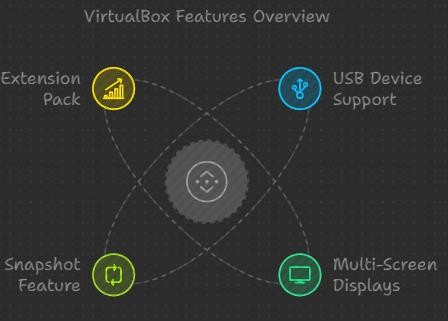 VirtualBox Features Overview
Extension
Pack
USB Device
Support
Snapshot
Feature
Multi-Screen
Displays